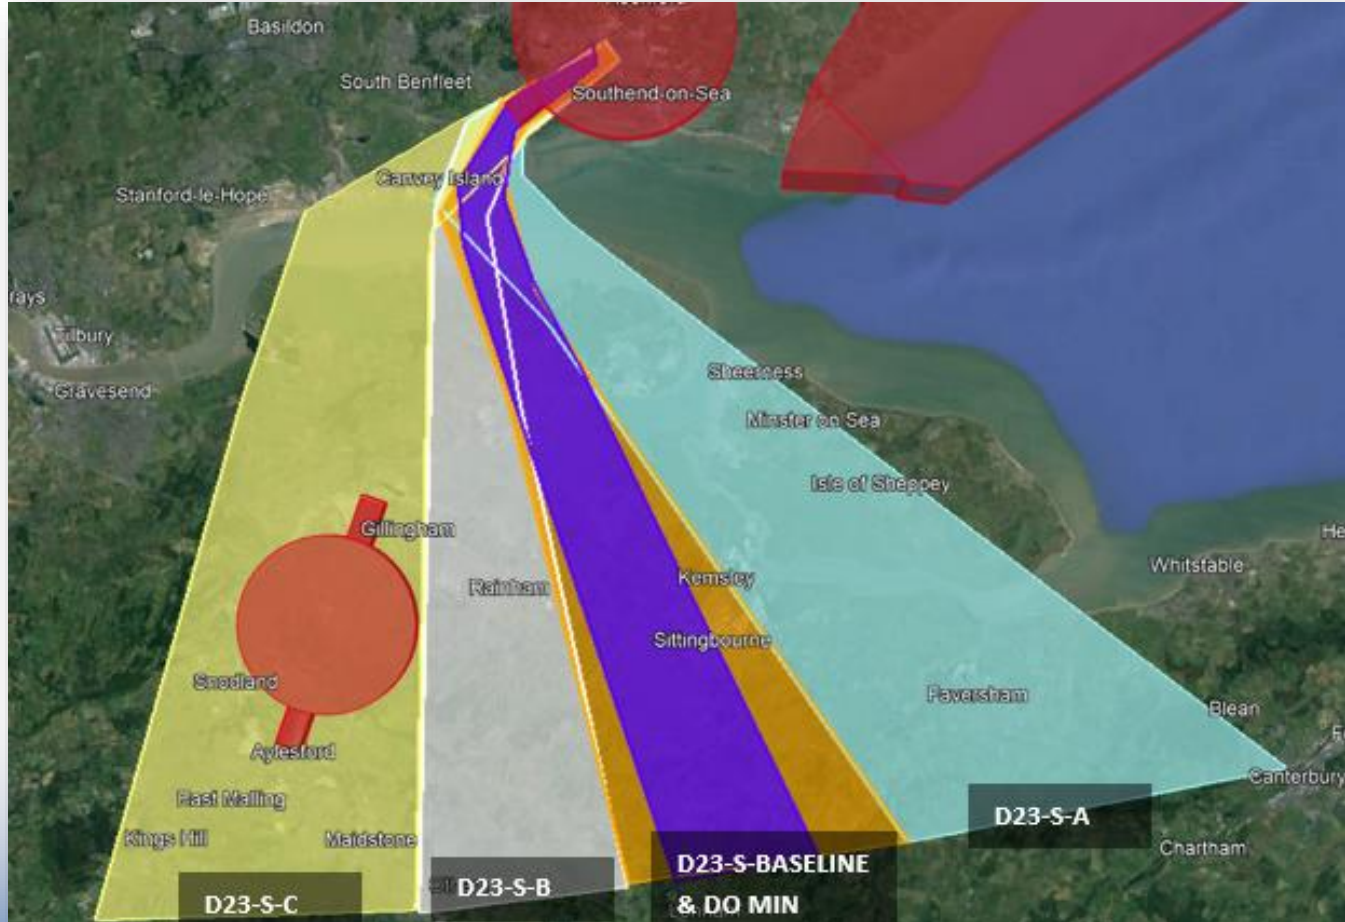 Basildon
South Benfleet
Southend-on-Sea
Canvey Island
Stanford-le-Hope
rays
Tilbury
Gravesend
Sheerness
Minster on Sea
Isle of Sheppey
Gillingham
He
Whitstable
Rainham
Kemsley
Sittingbourne
Snodland
Faversham
Blean
Aylesford
Canterbury
East Malling
Kings Hill
Maidstone
Chartham
D23-S-A
D23-S-BASELINE
& DO MIN
D23-S-B
D23-S-C